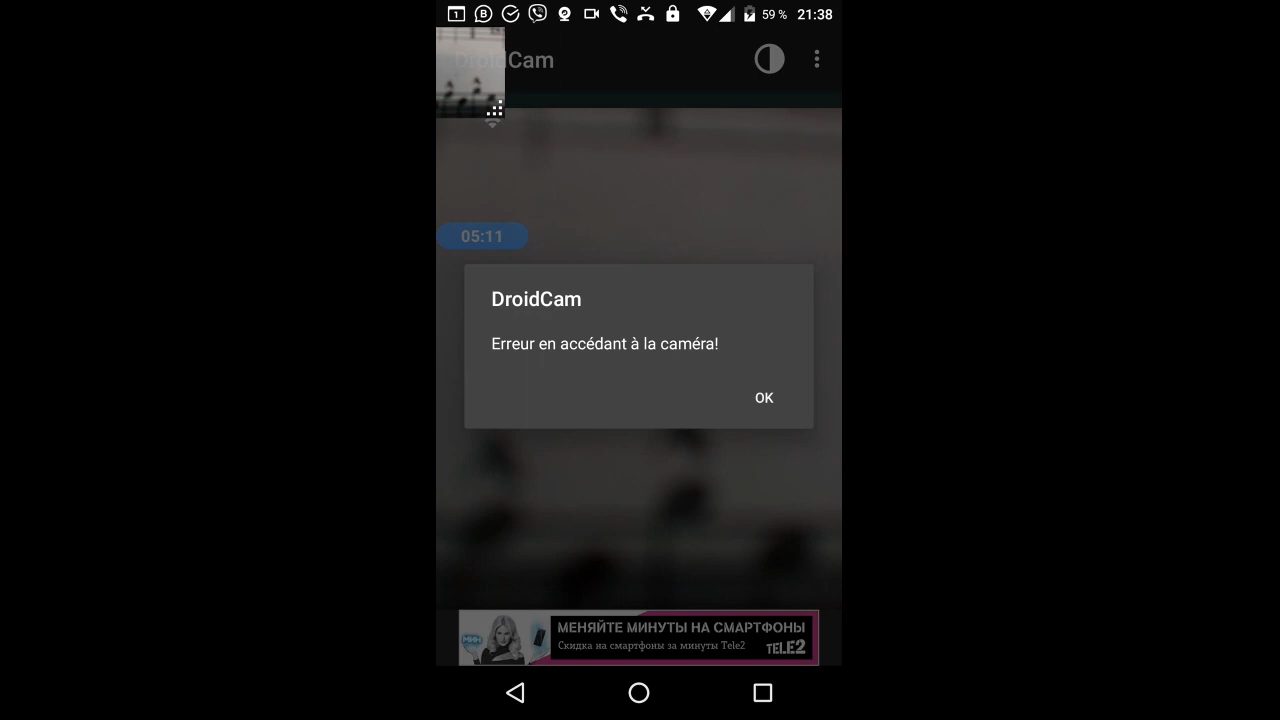 1
59 %
21:38
DroidCam
05:11
DroidCam
Erreur en accédant à la caméra!
OK
МЕНЯЙТЕ МИНУТЫ НА СМАРТФОНЫ
Скидка на смартфоны за минуты Tele2
TELE2